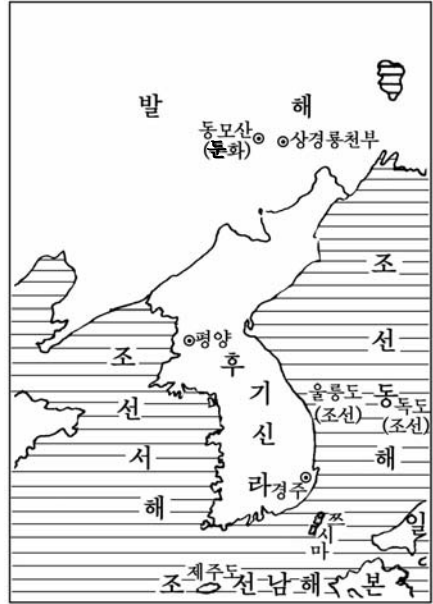 발 해
동모산
(돈화)
상경룡천부
평양
후기신라
경주
조선동해
울릉도
(조선)
독도
(조선)
조선서해
쯔시마
일본
제주도
조선남해